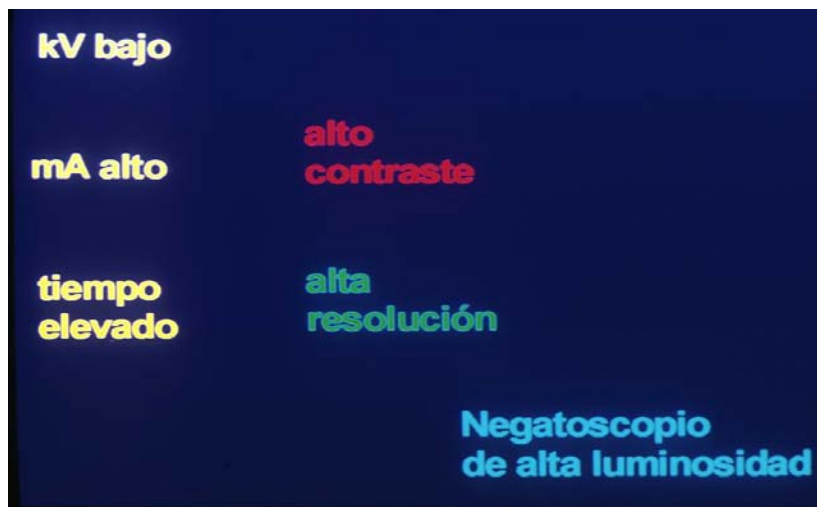 kV bajo
mA alto
tiempo
elevado
alto
contraste
alta
resolución
Negatoscopio
de alta luminosidad